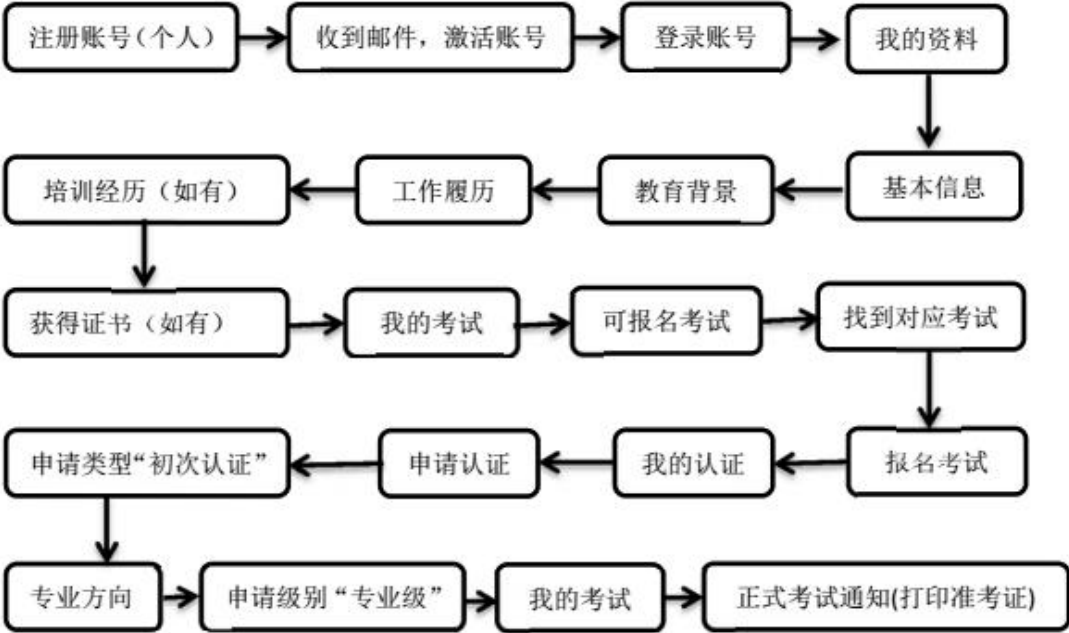 注册账号（个人）
收到邮件，激活账号
登录账号
我的资料
基本信息
教育背景
工作履历
培训经历（如有）
获得证书（如有）
我的考试
可报名考试
找到对应考试
报名考试
我的认证
申请认证
申请类型“初次认证”
专业方向
申请级别“专业级”
我的考试
正式考试通知(打印准考证)